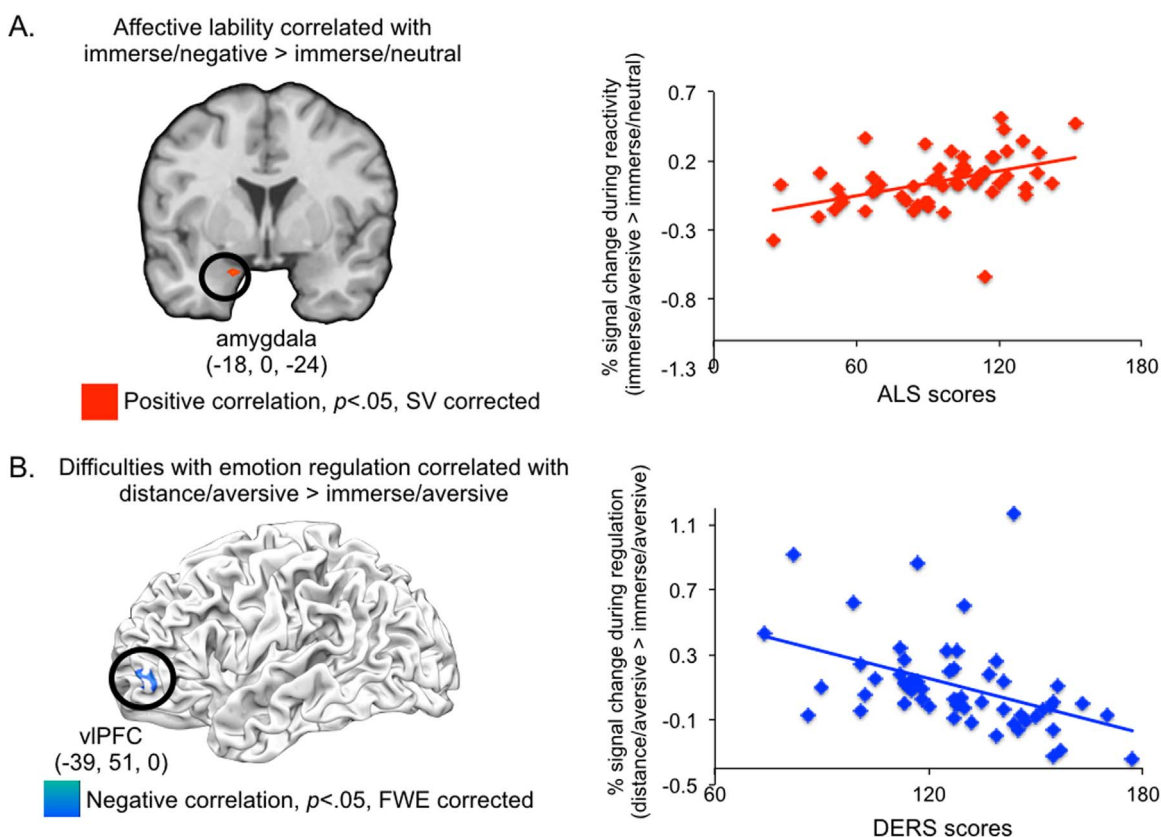 A.
Affective lability correlated with
immerse/negative > immerse/neutral
amygdala
(-18, 0, -24)
Positive correlation, p<.05, SV corrected
% signal change during reactivity
(immerse/aversive > immerse/neutral)
0.7
0.2
-0.3
-0.8
-1.3
0
60
120
180
ALS scores
B.
Difficulties with emotion regulation correlated with
distance/aversive > immerse/aversive
vlPFC
(-39, 51, 0)
Negative correlation, p<.05, FWE corrected
% signal change during regulation
(distance/aversive > immerse/aversive)
1.1
0.7
0.3
-0.1
-0.5
60
120
180
DERS scores